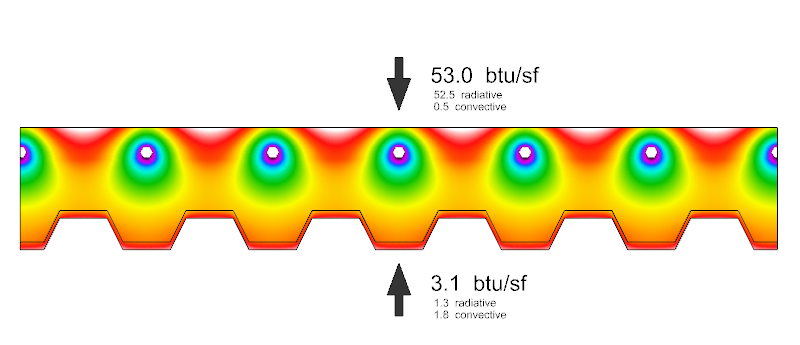 53.0 btu/sf
52.5 radiative
0.5 convective
3.1 btu/sf
1.3 radiative
1.8 convective